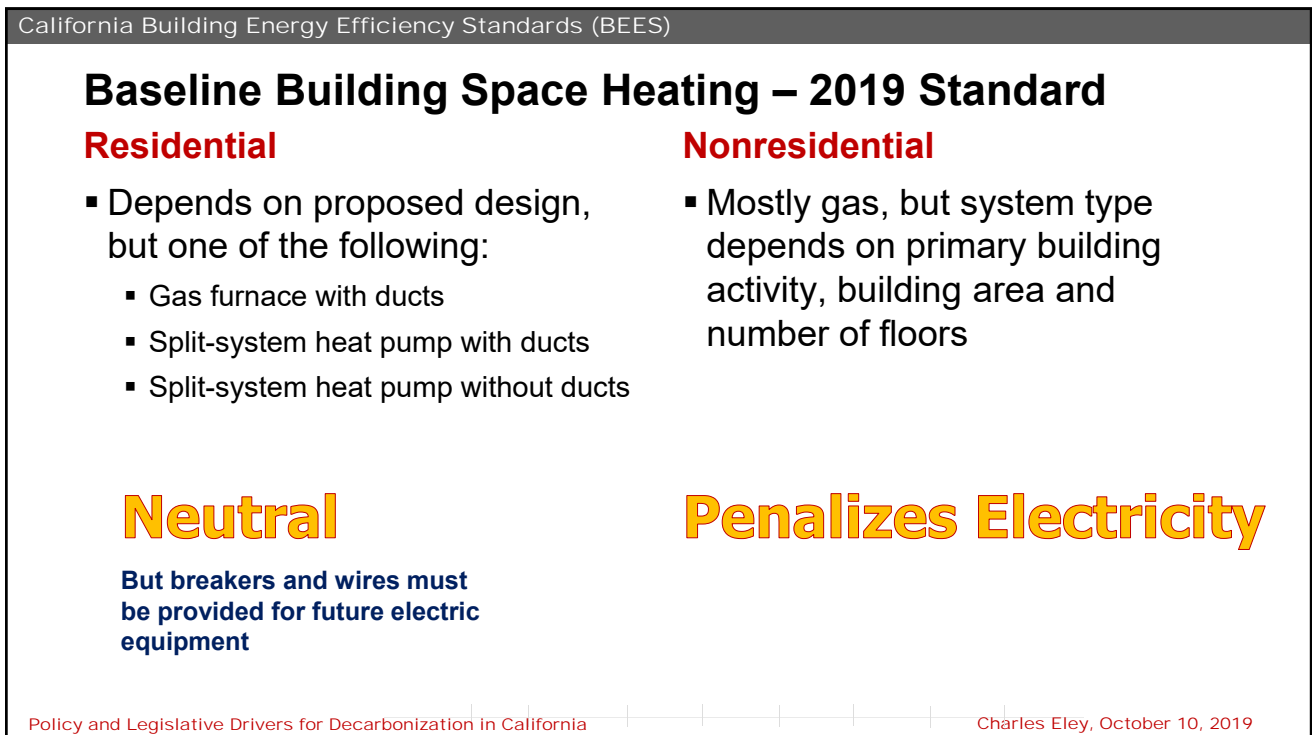 California Building Energy Efficiency Standards (BEES)
Baseline Building Space Heating – 2019 Standard
Residential
▪ Depends on proposed design,
but one of the following:
▪ Gas furnace with ducts
▪ Split-system heat pump with ducts
▪ Split-system heat pump without ducts
Neutral
But breakers and wires must
be provided for future electric
equipment
Nonresidential
▪ Mostly gas, but system type
depends on primary building
activity, building area and
number of floors
Penalizes Electricity
Policy and Legislative Drivers for Decarbonization in California
Charles Eley, October 10, 2019